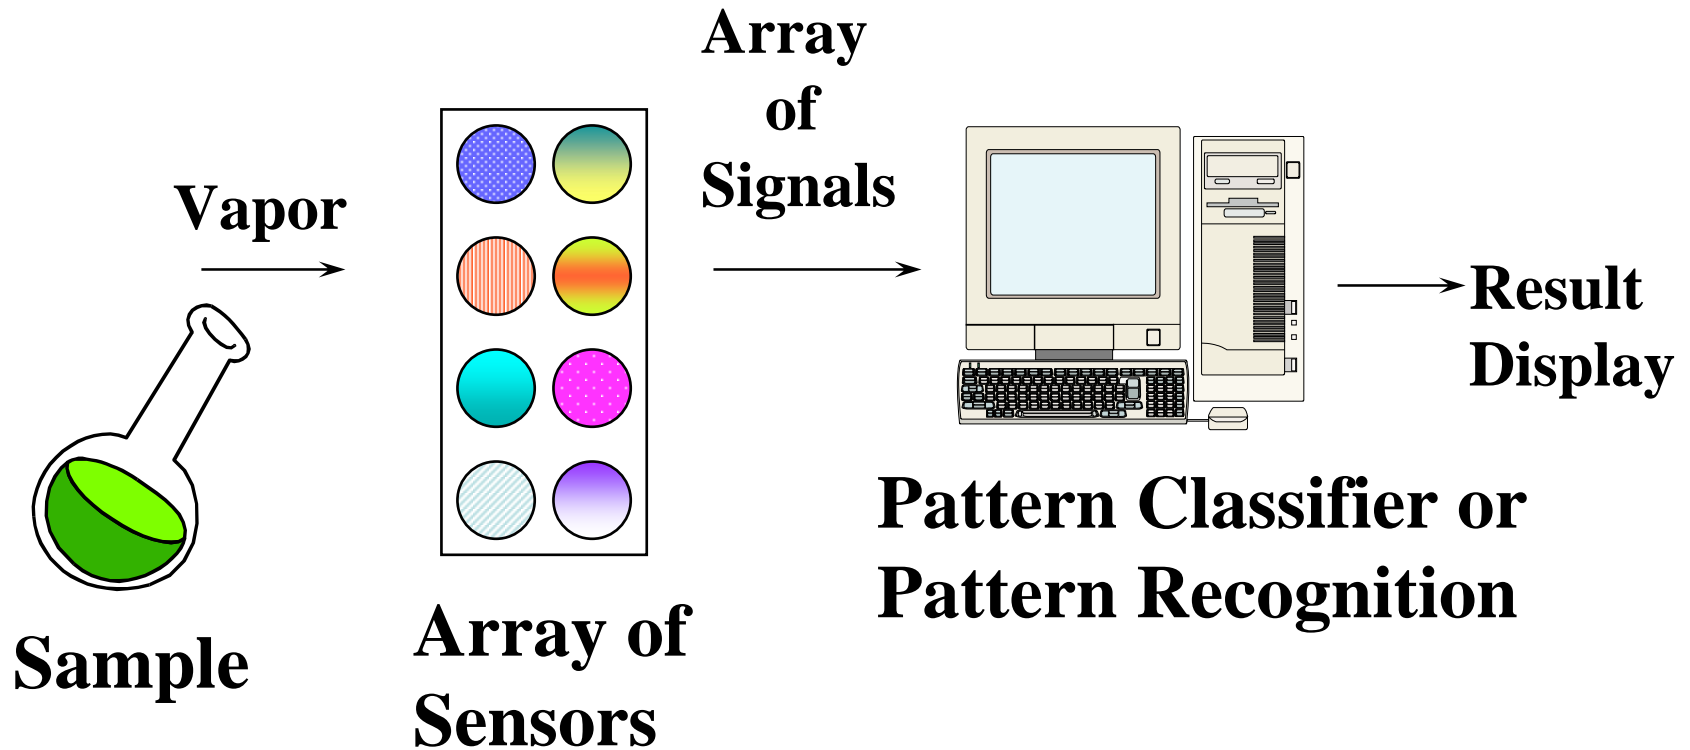 Vapor
Sample
Array of
Sensors
Array
of
Signals
Pattern Classifier or
Pattern Recognition
Result
Display